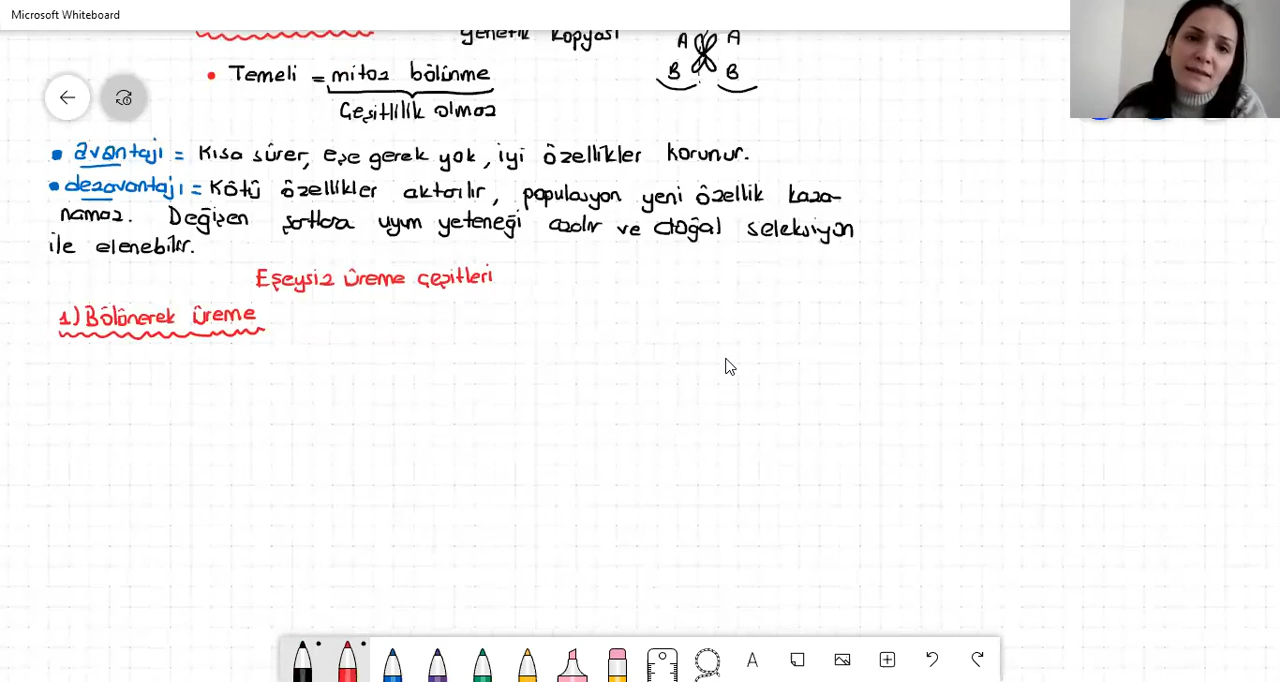 Microsoft Whiteboard
genetik kopyası
A A
B B
• Temeli = mitoz bölünme
Çeşitlilik olmaz
• avantajı = Kısa sürer, eşe gerek yok, iyi özellikler korunur.
• dezavantajı = Kötü özellikler aktarılır, populasyon yeni özellik kaza-
namaz. Değişen şartlara uyum yeteneği azalır ve doğal seleksiyon
ile elenebilir.
Eşeysiz üreme çeşitleri
1) Bölünerek üreme